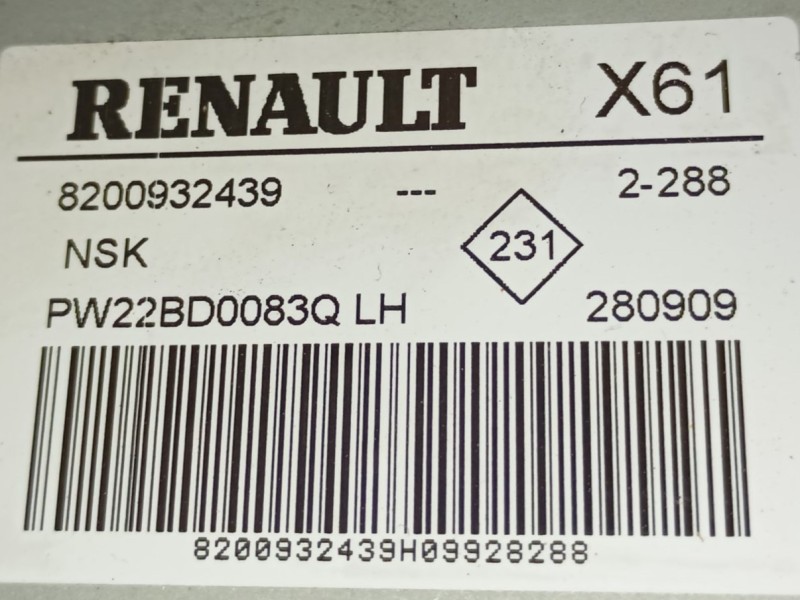 RENAULT X61
8200932439 --- 2-288
NSK 231
PW22BD0083Q LH 280909
8200932439H09928288